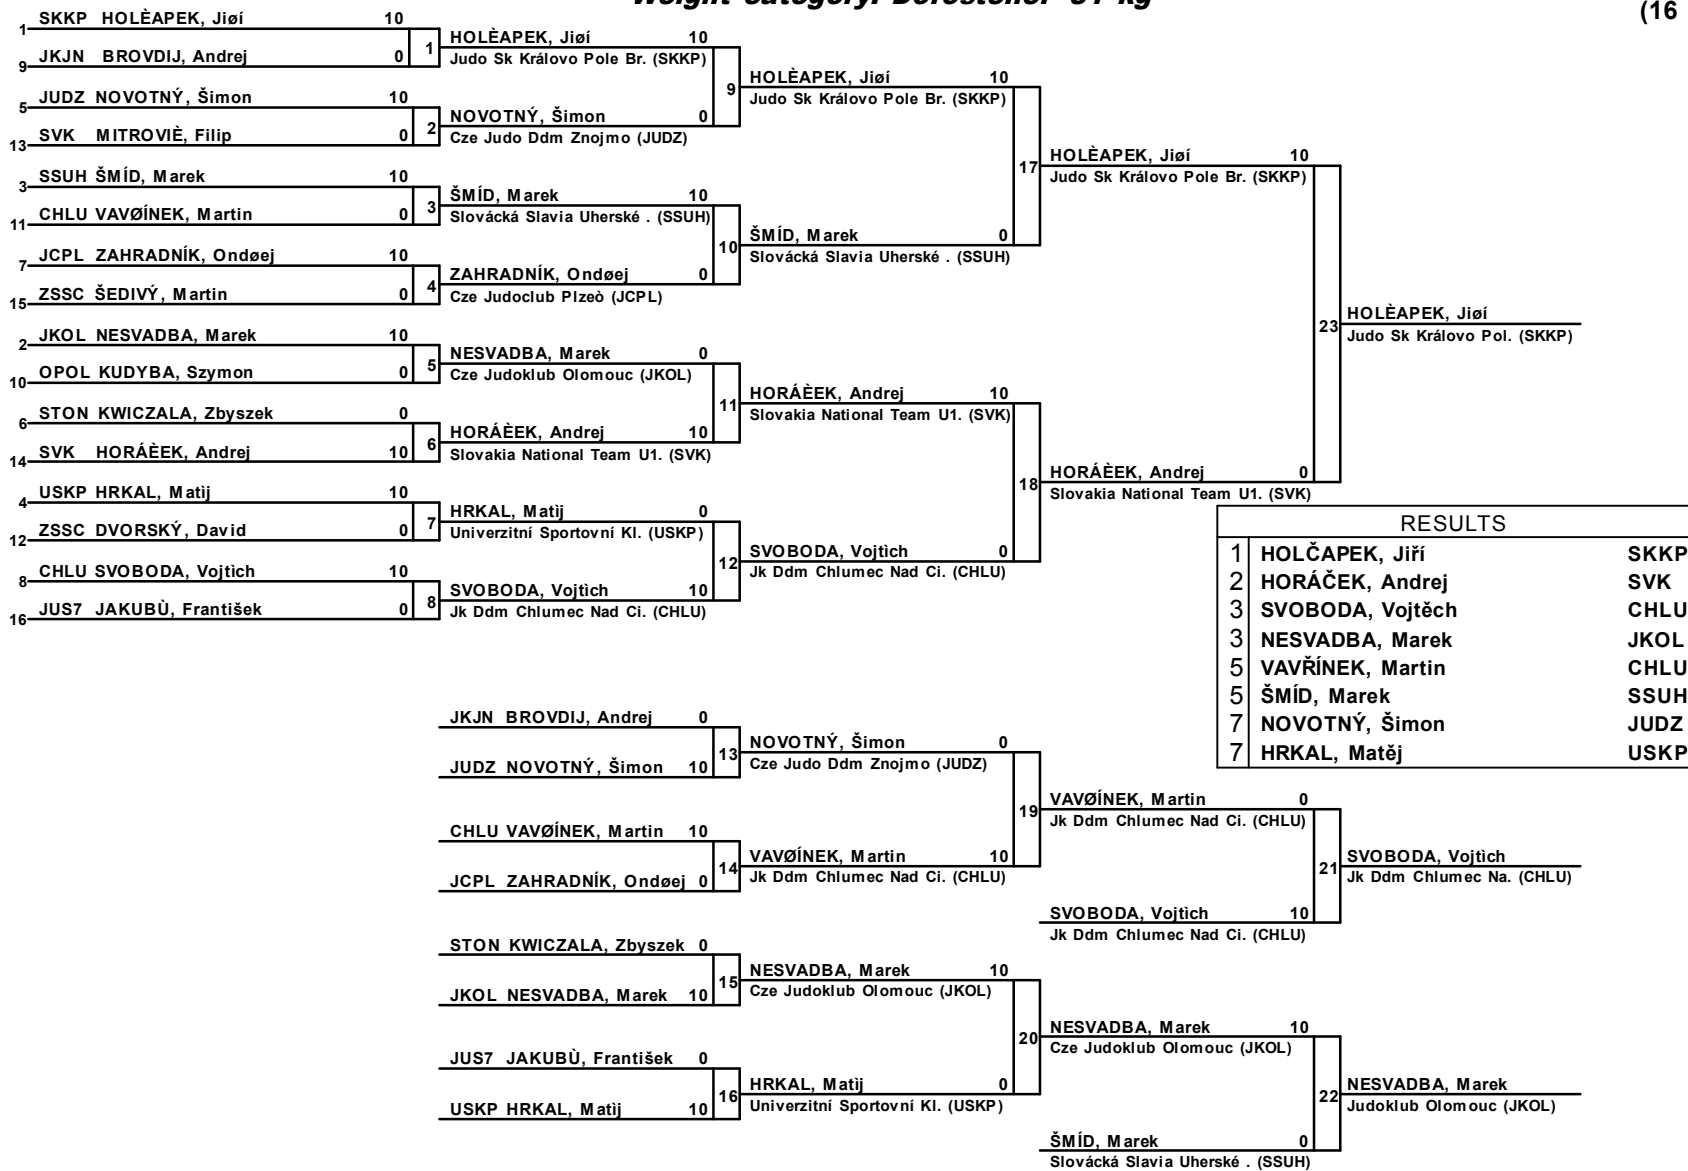 Weight category: Dorostenci -81 kg
(16
1 SKKP HOLÈAPEK, Jiøí 10
9 JKJN BROVDIJ, Andrej 0
1
HOLÈAPEK, Jiøí 10
Judo Sk Královo Pole Br. (SKKP)
5 JUDZ NOVOTNÝ, Šimon 10
13 SVK MITROVIÈ, Filip 0
2
NOVOTNÝ, Šimon 0
Cze Judo Ddm Znojmo (JUDZ)
9
HOLÈAPEK, Jiøí 10
Judo Sk Královo Pole Br. (SKKP)
3 SSUH ŠMÍD, Marek 10
11 CHLU VAVØÍNEK, Martin 0
3
ŠMÍD, Marek 10
Slovácká Slavia Uherské . (SSUH)
7 JCPL ZAHRADNÍK, Ondøej 10
15 ZSSC ŠEDIVÝ, Martin 0
4
ZAHRADNÍK, Ondøej 0
Cze Judoclub Plzeò (JCPL)
10
ŠMÍD, Marek 0
Slovácká Slavia Uherské . (SSUH)
17
HOLÈAPEK, Jiøí 10
Judo Sk Královo Pole Br. (SKKP)
2 JKOL NESVADBA, Marek 10
10 OPOL KUDYBA, Szymon 0
5
NESVADBA, Marek 0
Cze Judoklub Olomouc (JKOL)
6 STON KWICZALA, Zbyszek 0
14 SVK HORÁÈEK, Andrej 10
6
HORÁÈEK, Andrej 10
Slovakia National Team U1. (SVK)
11
HORÁÈEK, Andrej 10
Slovakia National Team U1. (SVK)
4 USKP HRKAL, Matìj 10
12 ZSSC DVORSKÝ, David 0
7
HRKAL, Matìj 0
Univerzitní Sportovní Kl. (USKP)
8 CHLU SVOBODA, Vojtìch 10
16 JUS7 JAKUBÙ, František 0
8
SVOBODA, Vojtìch 10
Jk Ddm Chlumec Nad Ci. (CHLU)
12
SVOBODA, Vojtìch 0
Jk Ddm Chlumec Nad Ci. (CHLU)
18
HORÁÈEK, Andrej 0
Slovakia National Team U1. (SVK)
23
HOLÈAPEK, Jiøí
Judo Sk Královo Pol. (SKKP)
RESULTS
1 HOLČAPEK, Jiří SKKP
2 HORÁČEK, Andrej SVK
3 SVOBODA, Vojtěch CHLU
3 NESVADBA, Marek JKOL
5 VAVŘÍNEK, Martin CHLU
5 ŠMÍD, Marek SSUH
7 NOVOTNÝ, Šimon JUDZ
7 HRKAL, Matěj USKP
JKJN BROVDIJ, Andrej 0
JUDZ NOVOTNÝ, Šimon 10
13
NOVOTNÝ, Šimon 0
Cze Judo Ddm Znojmo (JUDZ)
CHLU VAVØÍNEK, Martin 10
JCPL ZAHRADNÍK, Ondøej 0
14
VAVØÍNEK, Martin 10
Jk Ddm Chlumec Nad Ci. (CHLU)
19
VAVØÍNEK, Martin 0
Jk Ddm Chlumec Nad Ci. (CHLU)
SVOBODA, Vojtìch 10
Jk Ddm Chlumec Nad Ci. (CHLU)
21
SVOBODA, Vojtìch
Jk Ddm Chlumec Na. (CHLU)
STON KWICZALA, Zbyszek 0
JKOL NESVADBA, Marek 10
15
NESVADBA, Marek 10
Cze Judoklub Olomouc (JKOL)
JUS7 JAKUBÙ, František 0
USKP HRKAL, Matìj 10
16
HRKAL, Matìj 0
Univerzitní Sportovní Kl. (USKP)
20
NESVADBA, Marek 10
Cze Judoklub Olomouc (JKOL)
ŠMÍD, Marek 0
Slovácká Slavia Uherské . (SSUH)
22
NESVADBA, Marek
Judoklub Olomouc (JKOL)